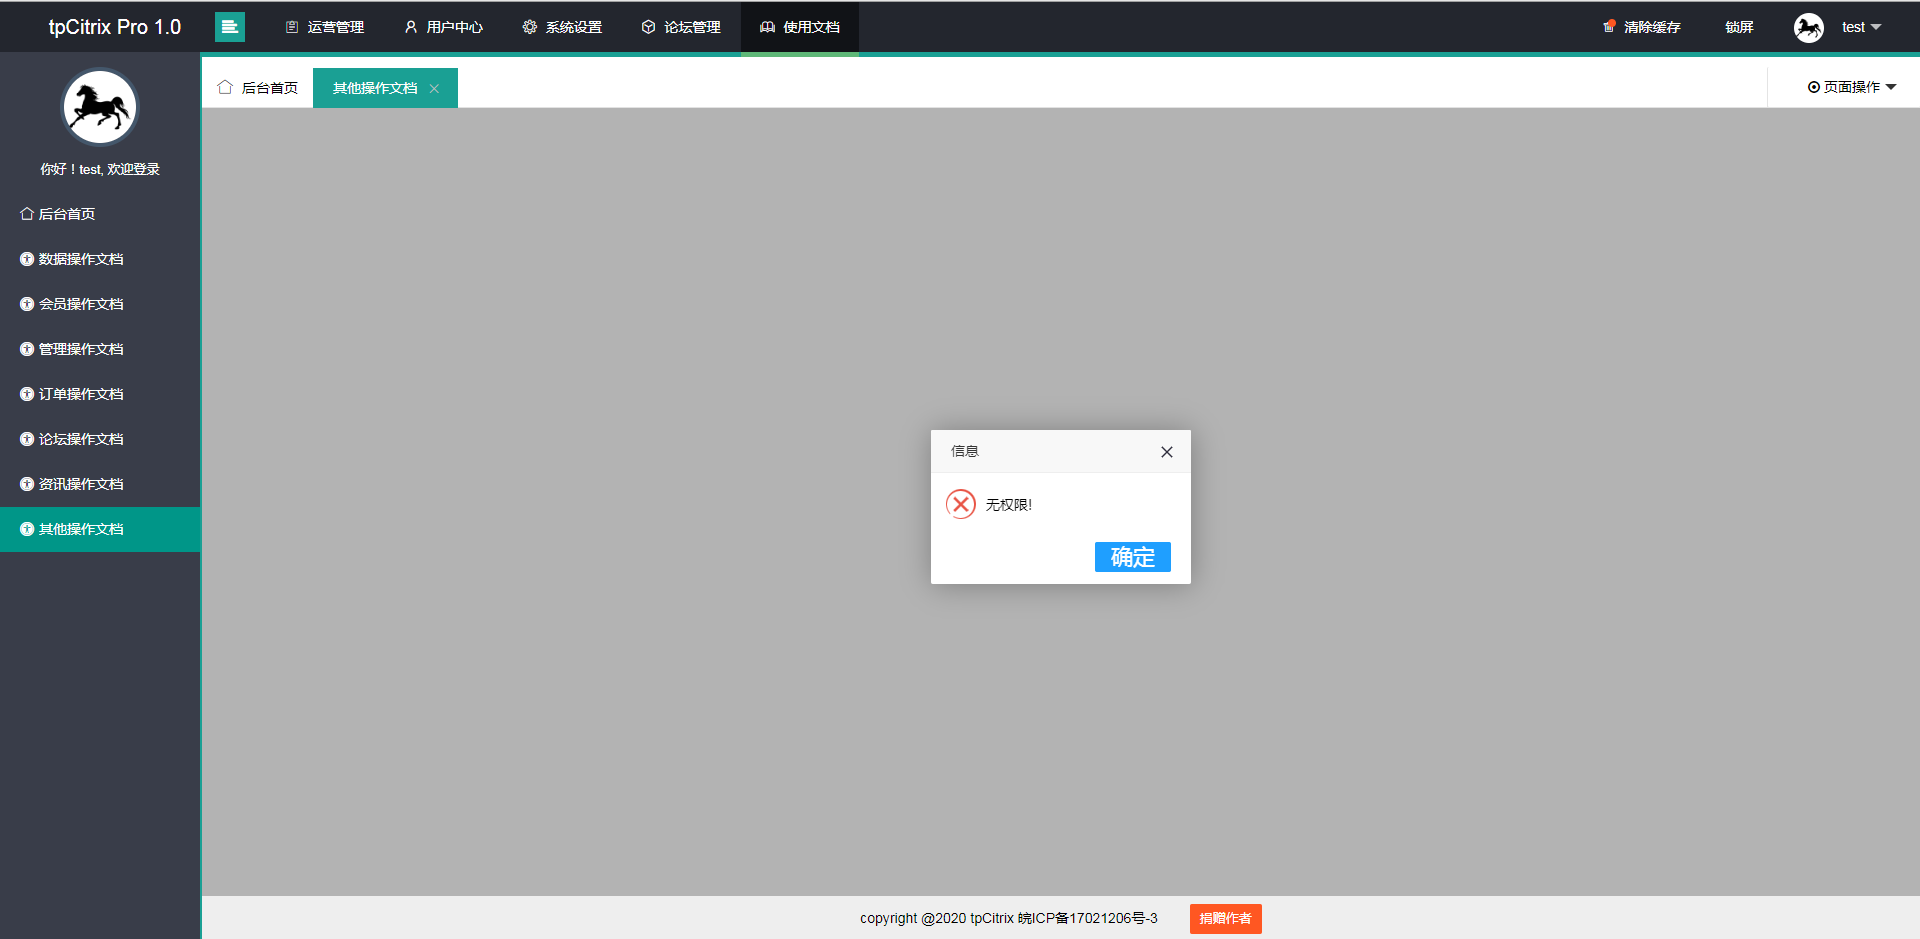 tpCitrix Pro 1.0
运营管理
用户中心
系统设置
论坛管理
使用文档
清除缓存
锁屏
test
后台首页
其他操作文档
页面操作
你好！test, 欢迎登录
后台首页
数据操作文档
会员操作文档
管理操作文档
订单操作文档
论坛操作文档
资讯操作文档
其他操作文档
信息
无权限!
确定
copyright @2020 tpCitrix 皖ICP备17021206号-3
捐赠作者